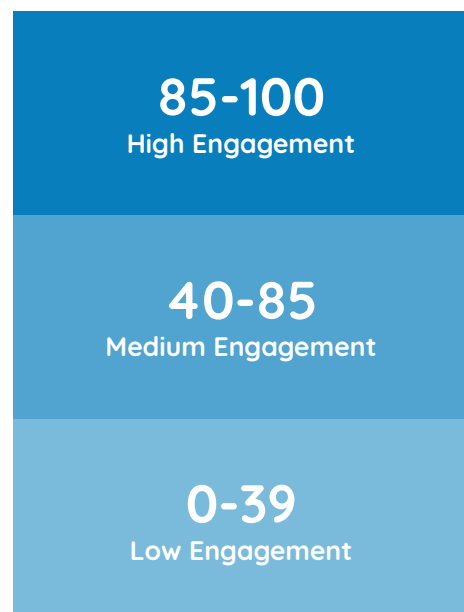 85-100
High Engagement
40-85
Medium Engagement
0-39
Low Engagement